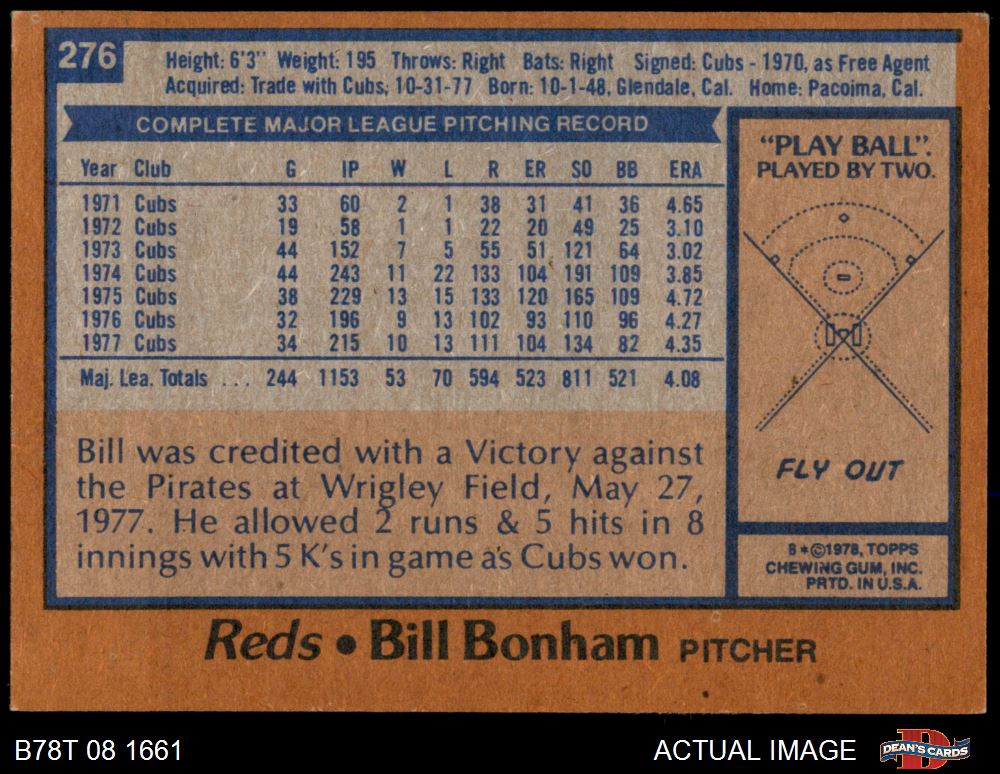 276
Height: 6'3" Weight: 195 Throws: Right Bats: Right Signed: Cubs - 1970, as Free Agent
Acquired: Trade with Cubs, 10-31-77 Born: 10-1-48, Glendale, Cal. Home: Pacoima, Cal.
COMPLETE MAJOR LEAGUE PITCHING RECORD
Year Club G IP W L R ER SO BB ERA
1971 Cubs 33 60 2 1 38 31 41 36 4.65
1972 Cubs 19 58 1 1 22 20 49 25 3.10
1973 Cubs 44 152 7 5 55 51 121 64 3.02
1974 Cubs 44 243 11 22 133 104 191 109 3.85
1975 Cubs 38 229 13 15 133 120 165 109 4.72
1976 Cubs 32 196 9 13 102 93 110 96 4.27
1977 Cubs 34 215 10 13 111 104 134 82 4.35
Maj. Lea. Totals ... 244 1153 53 70 594 523 811 521 4.08
Bill was credited with a Victory against
the Pirates at Wrigley Field, May 27,
1977. He allowed 2 runs & 5 hits in 8
innings with 5 K's in game as Cubs won.
"PLAY BALL".
PLAYED BY TWO.
FLY OUT
B*©1978, TOPPS
CHEWING GUM, INC.
PRTD. IN U.S.A.
Reds • Bill Bonham PITCHER
B78T 08 1661
ACTUAL IMAGE
DEAN'S CARDS